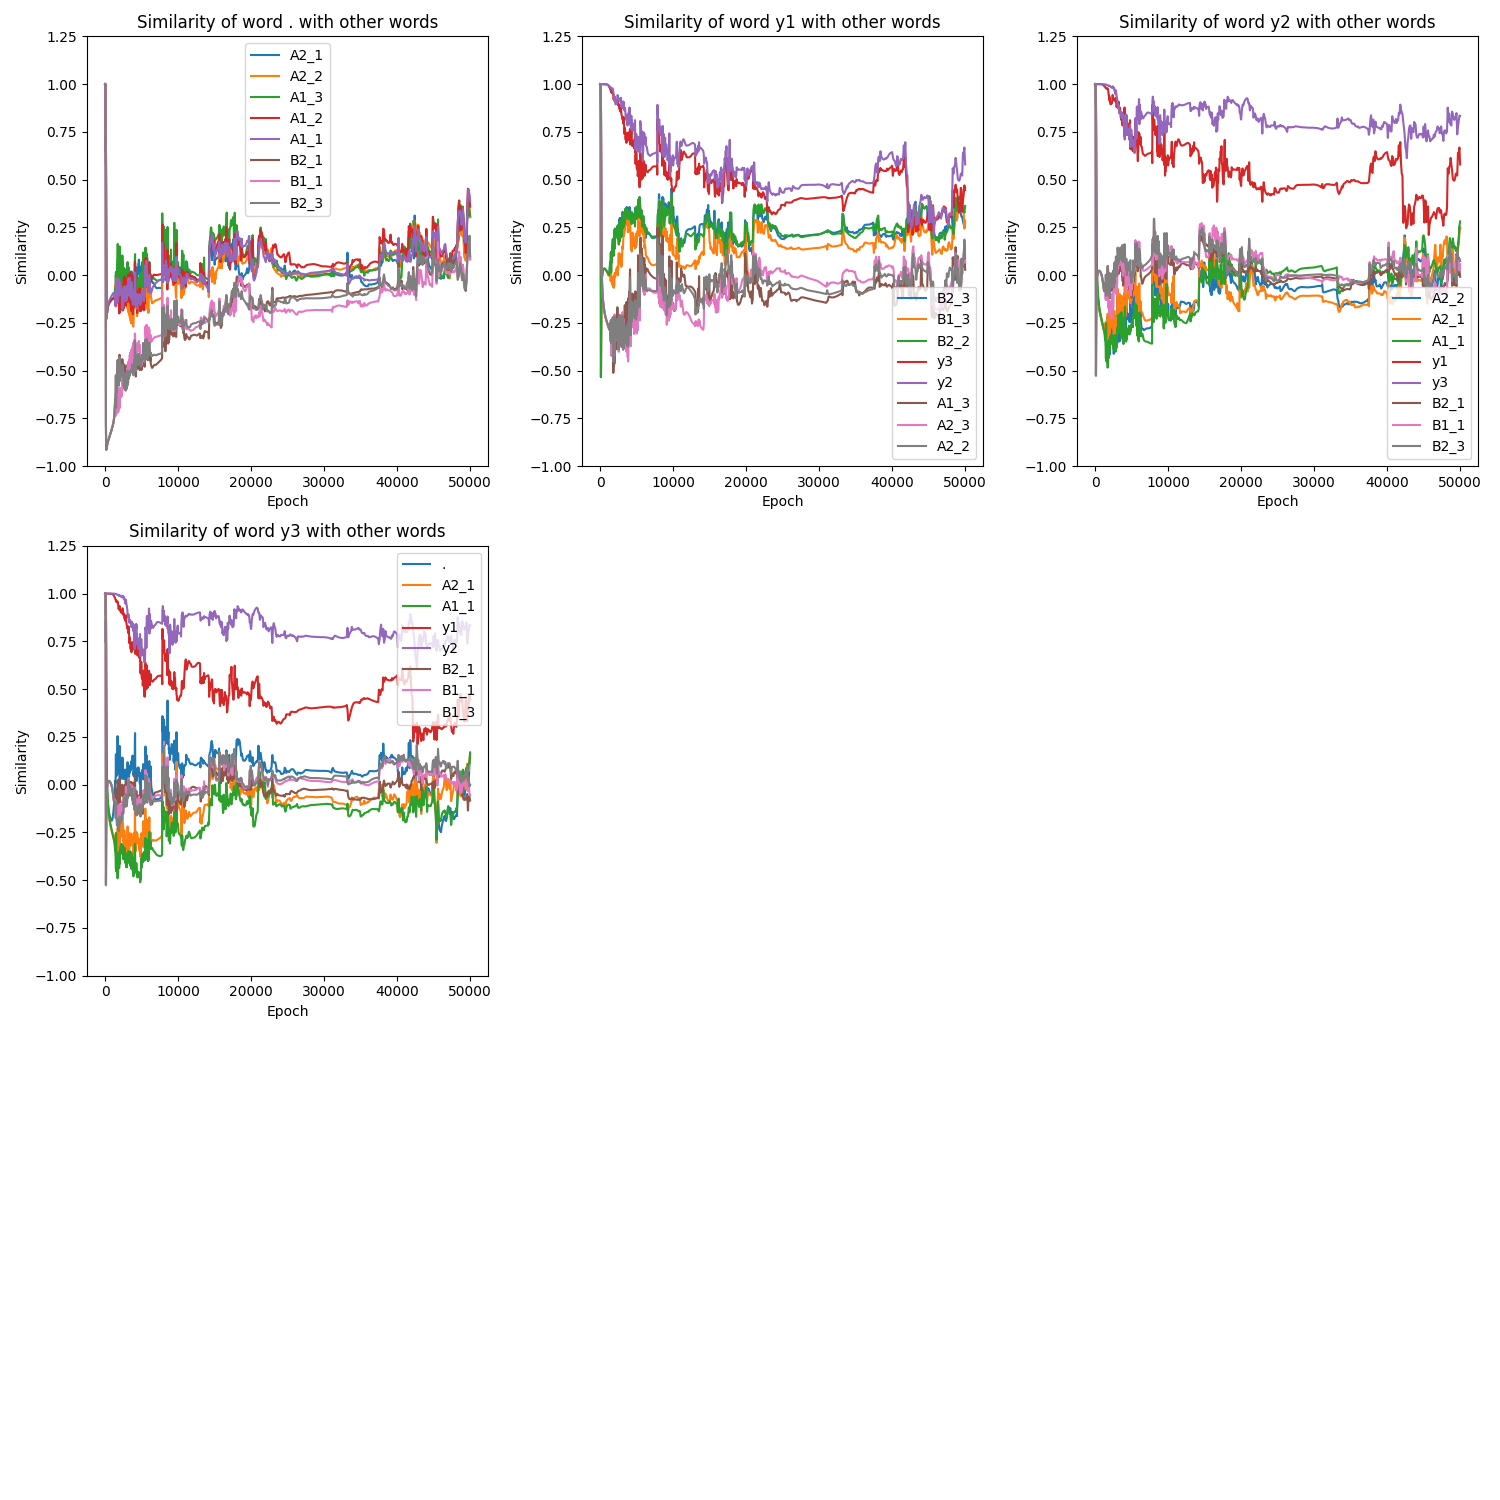 Similarity of word . with other words
1.25
1.00
0.75
0.50
0.25
0.00
−0.25
−0.50
−0.75
−1.00
Similarity
0 10000 20000 30000 40000 50000
Epoch
A2_1
A2_2
A1_3
A1_2
A1_1
B2_1
B1_1
B2_3
Similarity of word y1 with other words
1.25
1.00
0.75
0.50
0.25
0.00
−0.25
−0.50
−0.75
−1.00
Similarity
0 10000 20000 30000 40000 50000
Epoch
B2_3
B1_3
B2_2
y3
y2
A1_3
A2_3
A2_2
Similarity of word y2 with other words
1.25
1.00
0.75
0.50
0.25
0.00
−0.25
−0.50
−0.75
−1.00
Similarity
0 10000 20000 30000 40000 50000
Epoch
A2_2
A2_1
A1_1
y1
y3
B2_1
B1_1
B2_3
Similarity of word y3 with other words
1.25
1.00
0.75
0.50
0.25
0.00
−0.25
−0.50
−0.75
−1.00
Similarity
0 10000 20000 30000 40000 50000
Epoch
.
A2_1
A1_1
y1
y2
B2_1
B1_1
B1_3